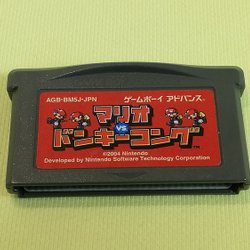 AGB-BM5J-JPN ゲームボーイ アドバンス
マリオ
vs.
ドンキーコング
©2004 Nintendo
Developed by Nintendo Software Technology Corporation